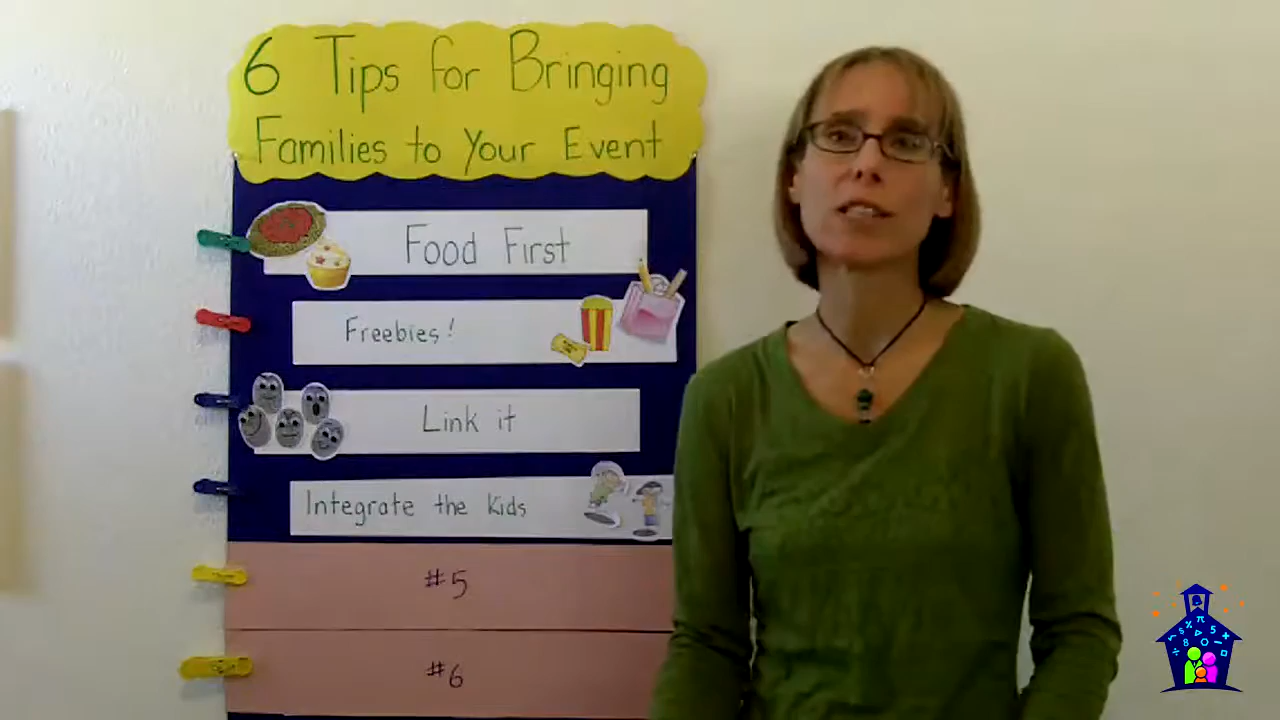 6 Tips for Bringing
Families to Your Event
Food First
Freebies!
Link it
Integrate the Kids
#5
#6